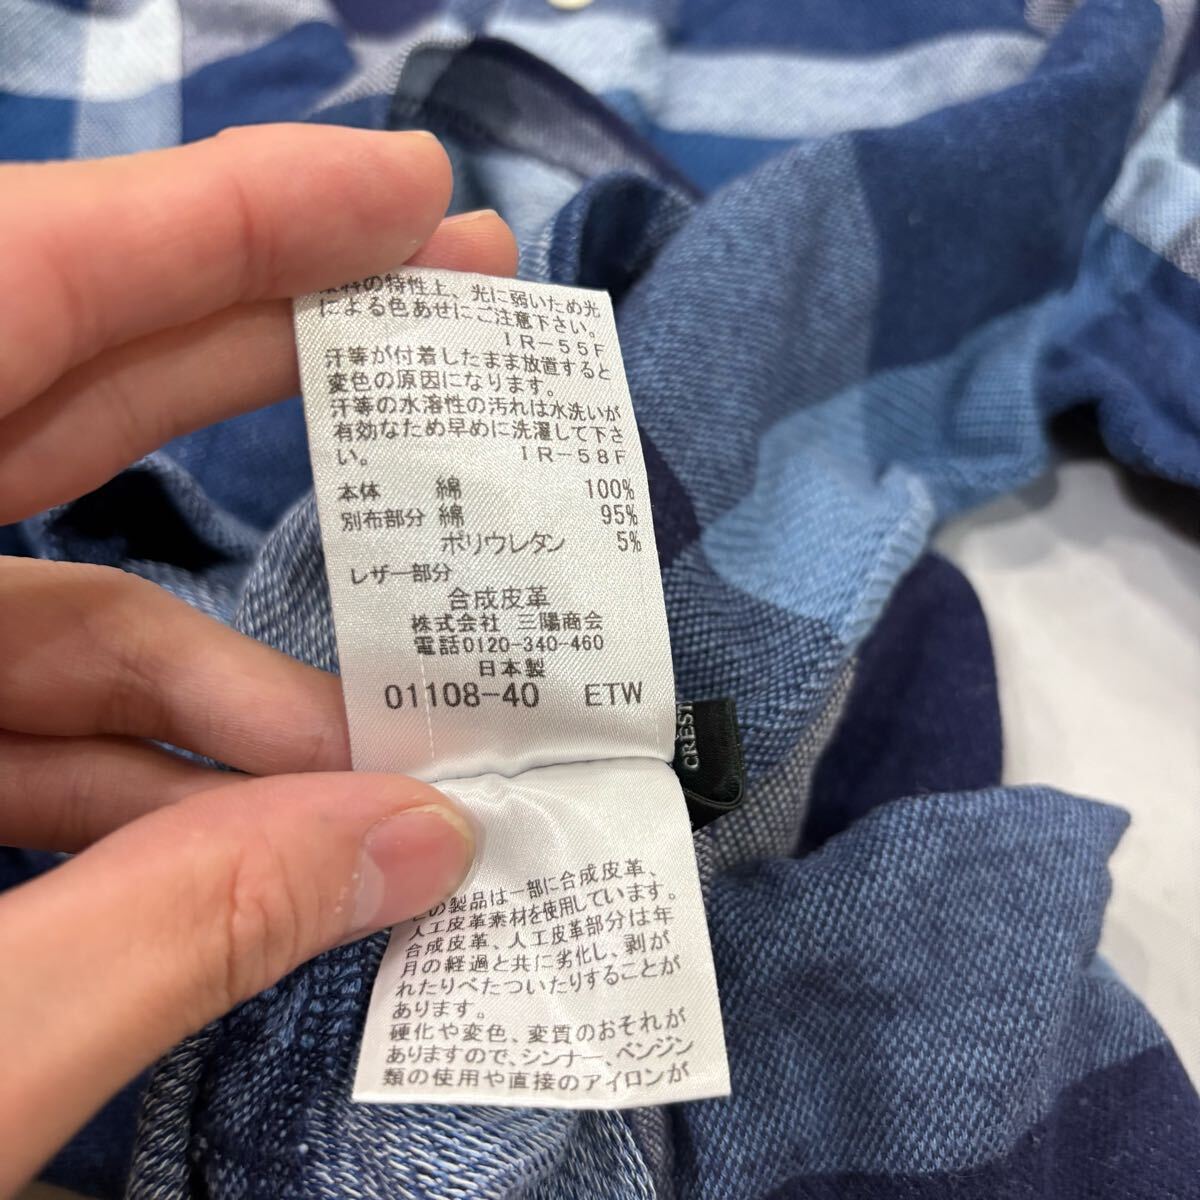 の特性上、光に弱いため光
による色あせにご注意下さい。
IR-55F
汗等が付着したまま放置すると
変色の原因になります。
汗等の水溶性の汚れは水洗いが
有効なため早めに洗濯して下さ
い。 IR-58F
本体 綿 100%
別布部分 綿 95%
ポリウレタン 5%
レザー部分
合成皮革
株式会社 三陽商会
電話0120-340-460
日本製
01108-40 ETW
CREST
この製品は一部に合成皮革、
人工皮革素材を使用しています。
合成皮革、人工皮革部分は年
月の経過と共に劣化し、剥が
れたりべたついたりすることが
あります。
硬化や変色、変質のおそれが
ありますので、シンナー、ベンジン
類の使用や直接のアイロンが